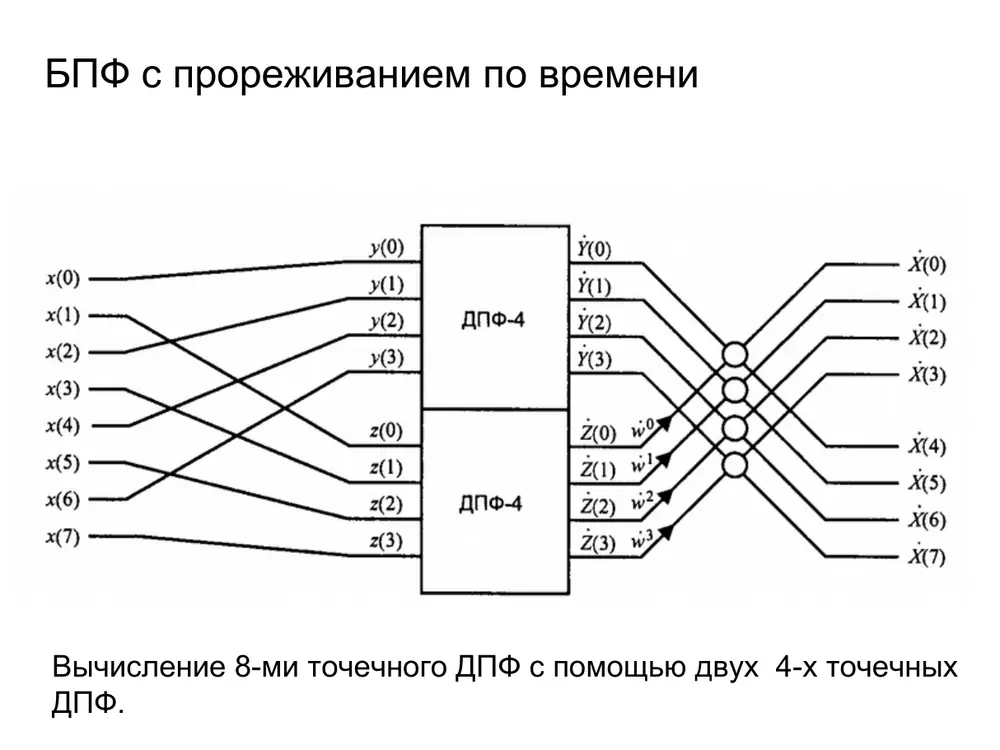 БПФ с прореживанием по времени
y(0)
Ẏ(0)
x(0)
Ẋ(0)
y(1)
Ẏ(1)
x(1)
Ẋ(1)
y(2)
ДПФ-4
Ẏ(2)
x(2)
Ẋ(2)
y(3)
Ẏ(3)
x(3)
Ẋ(3)
x(4)
z(0)
Ż(0)
ẇ⁰
Ẋ(4)
x(5)
z(1)
Ż(1)
ẇ¹
Ẋ(5)
x(6)
z(2)
ДПФ-4
Ż(2)
ẇ²
Ẋ(6)
x(7)
z(3)
Ż(3)
ẇ³
Ẋ(7)
Вычисление 8-ми точечного ДПФ с помощью двух 4-х точечных
ДПФ.